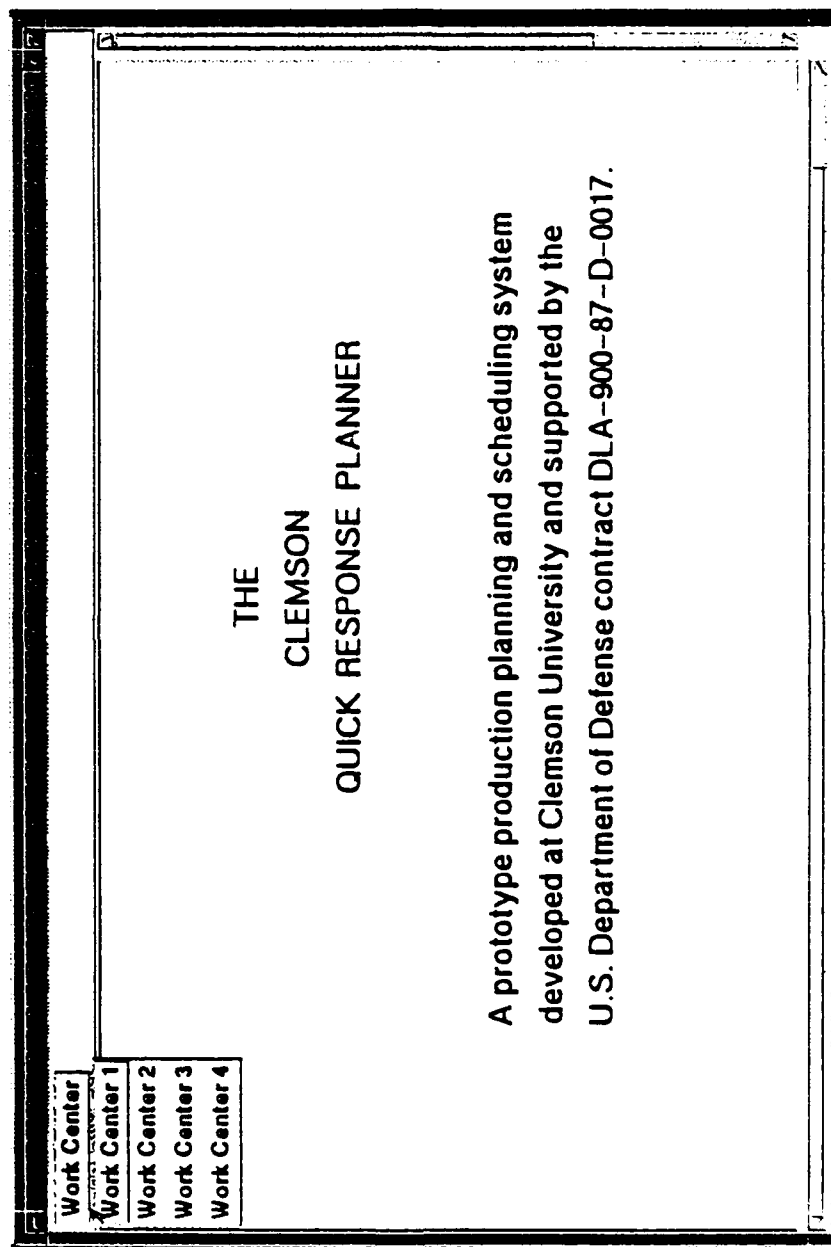 Work Center
Work Center 1
Work Center 2
Work Center 3
Work Center 4
THE
CLEMSON
QUICK RESPONSE PLANNER
A prototype production planning and scheduling system
developed at Clemson University and supported by the
U.S. Department of Defense contract DLA-900-87-D-0017.